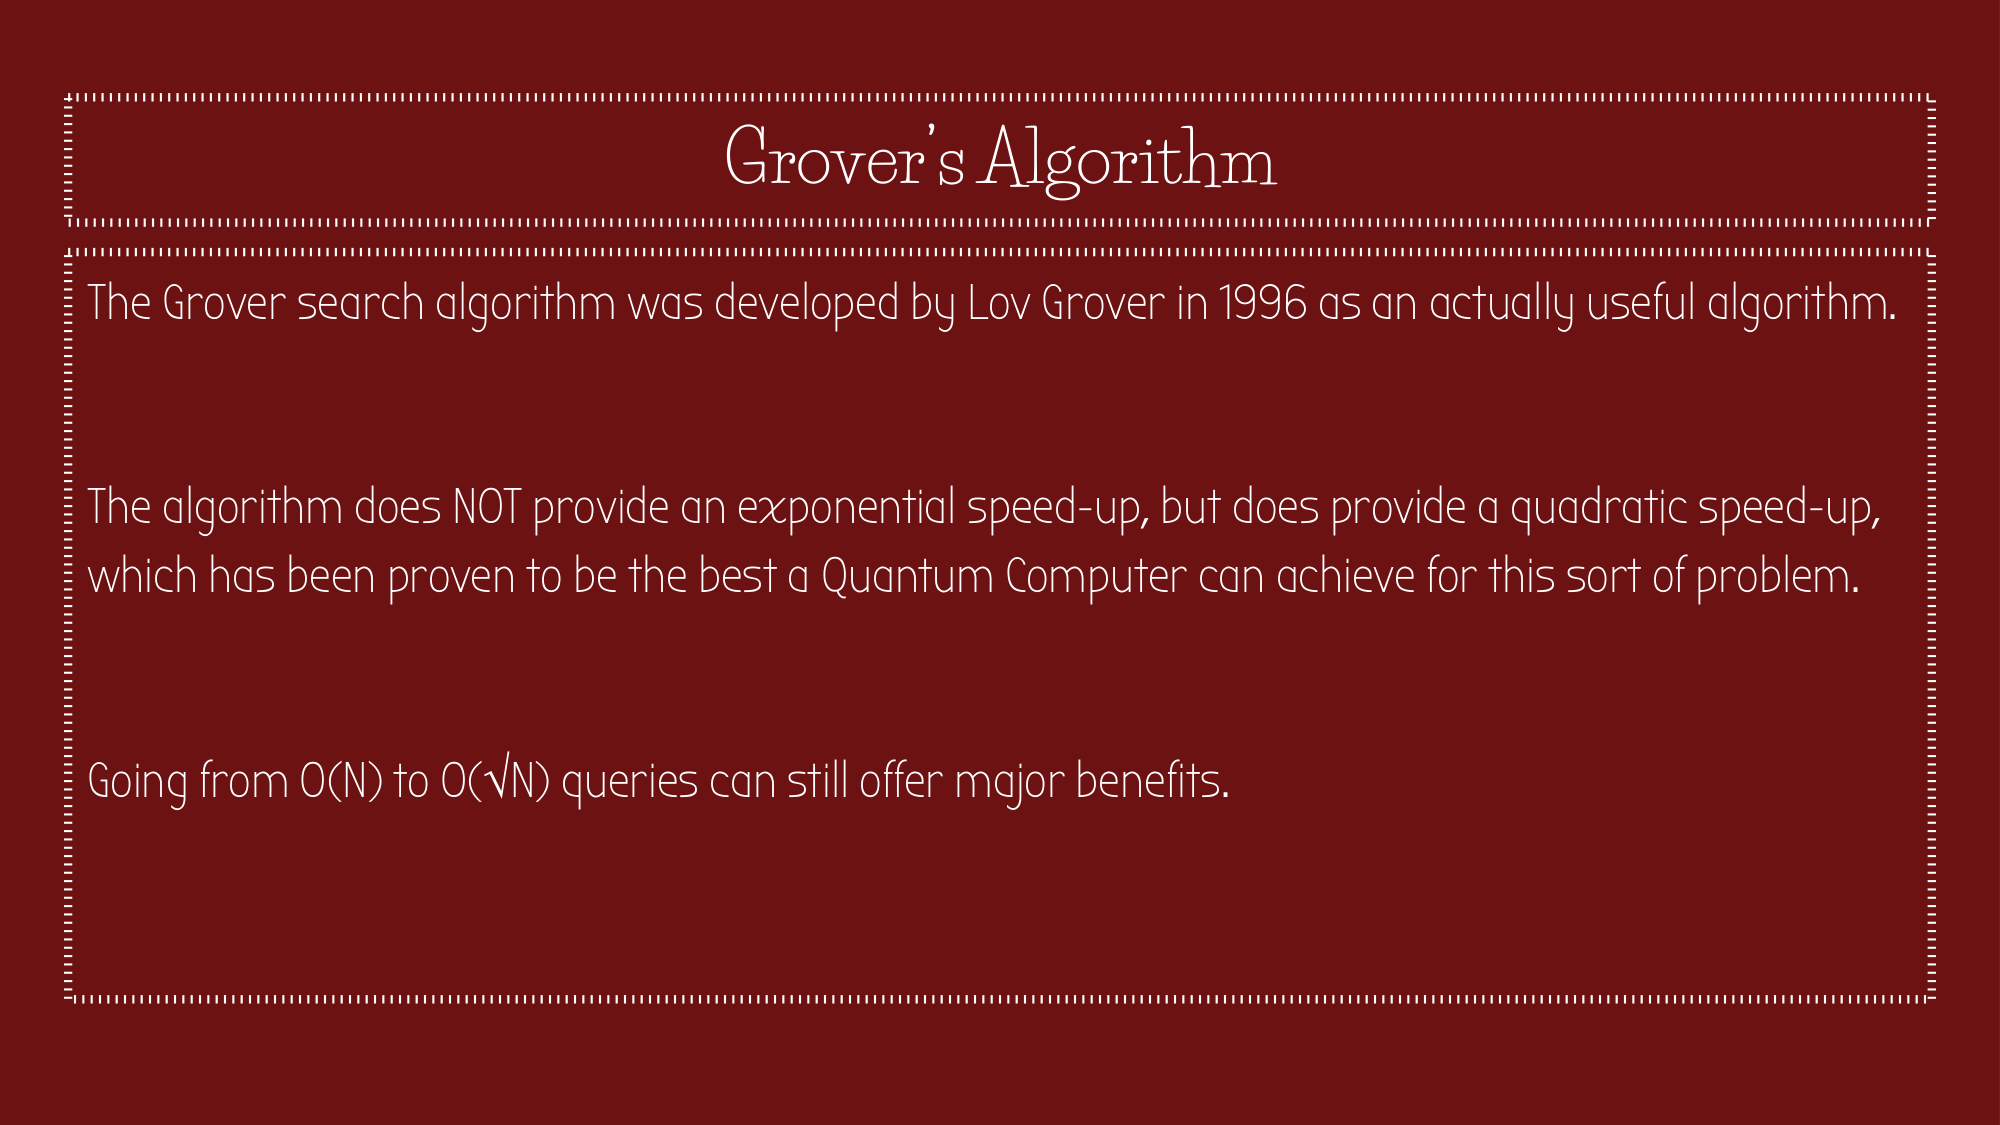 Grover's Algorithm
The Grover search algorithm was developed by Lov Grover in 1996 as an actually useful algorithm.
The algorithm does NOT provide an exponential speed-up, but does provide a quadratic speed-up,
which has been proven to be the best a Quantum Computer can achieve for this sort of problem.
Going from O(N) to O(√N) queries can still offer major benefits.